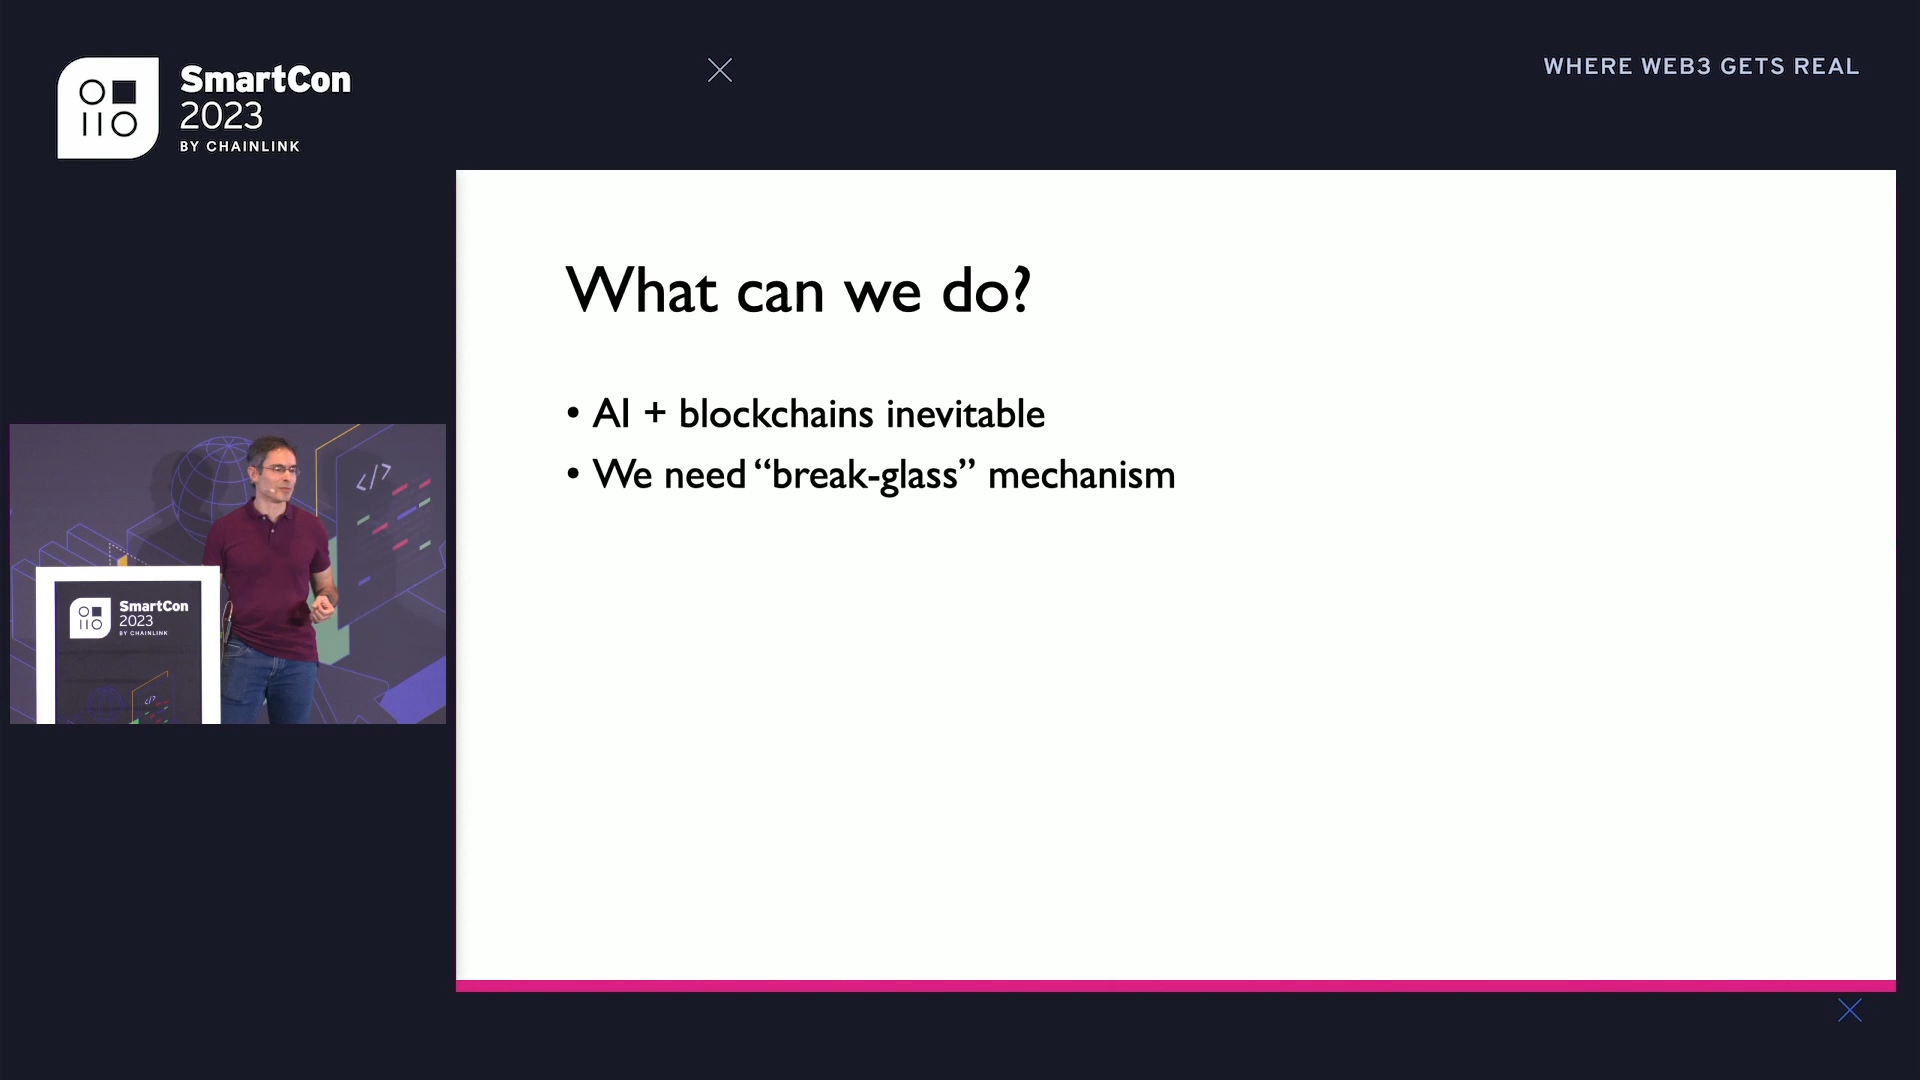 SmartCon
2023
BY CHAINLINK
WHERE WEB3 GETS REAL
What can we do?
• AI + blockchains inevitable
• We need “break-glass” mechanism
</>
SmartCon
2023
BY CHAINLINK
</>